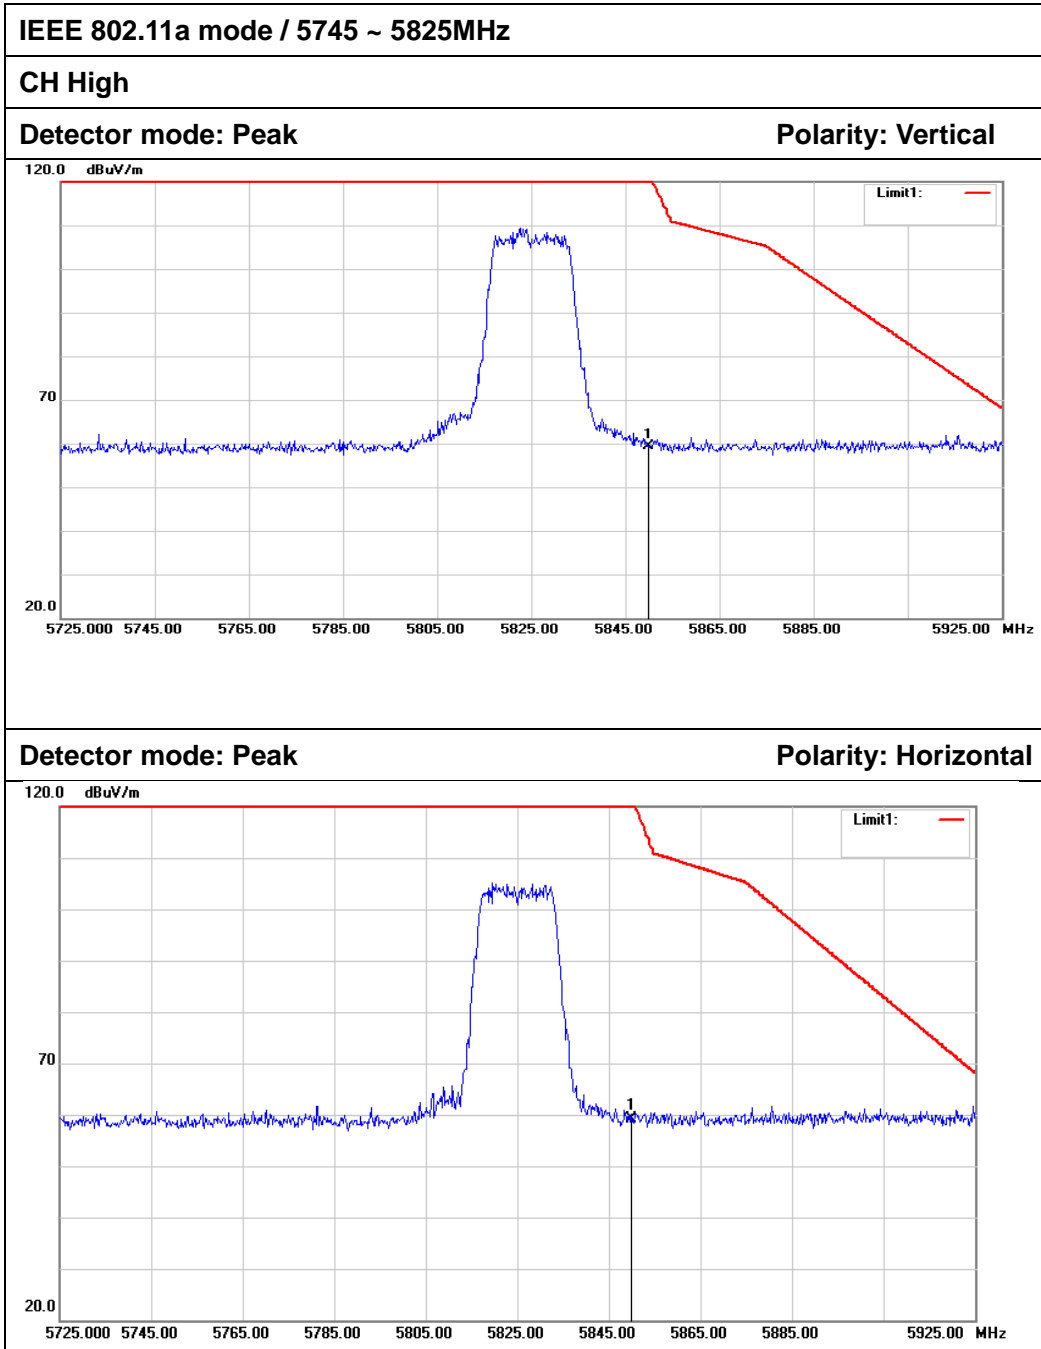 IEEE 802.11a mode / 5745 ~ 5825MHz
CH High
Detector mode: Peak Polarity: Vertical
120.0 dBuV/m
Limit1:
70
1
20.0
5725.000 5745.00 5765.00 5785.00 5805.00 5825.00 5845.00 5865.00 5885.00 5925.00 MHz
Detector mode: Peak Polarity: Horizontal
120.0 dBuV/m
Limit1:
70
1
20.0
5725.000 5745.00 5765.00 5785.00 5805.00 5825.00 5845.00 5865.00 5885.00 5925.00 MHz